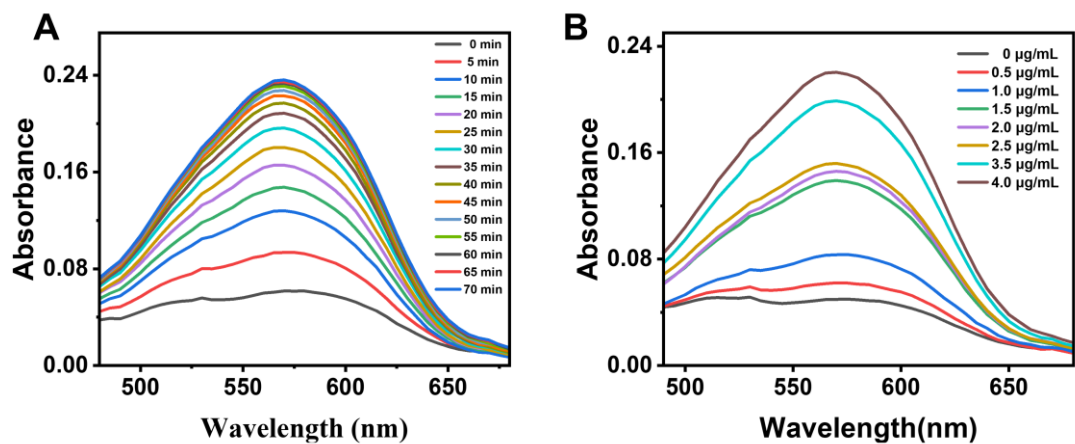 A
Absorbance
0.24
0.16
0.08
0.00
500
550
600
650
Wavelength (nm)
0 min
5 min
10 min
15 min
20 min
25 min
30 min
35 min
40 min
45 min
50 min
55 min
60 min
65 min
70 min
B
Absorbance
0.24
0.16
0.08
0.00
500
550
600
650
Wavelength(nm)
0 µg/mL
0.5 µg/mL
1.0 µg/mL
1.5 µg/mL
2.0 µg/mL
2.5 µg/mL
3.5 µg/mL
4.0 µg/mL